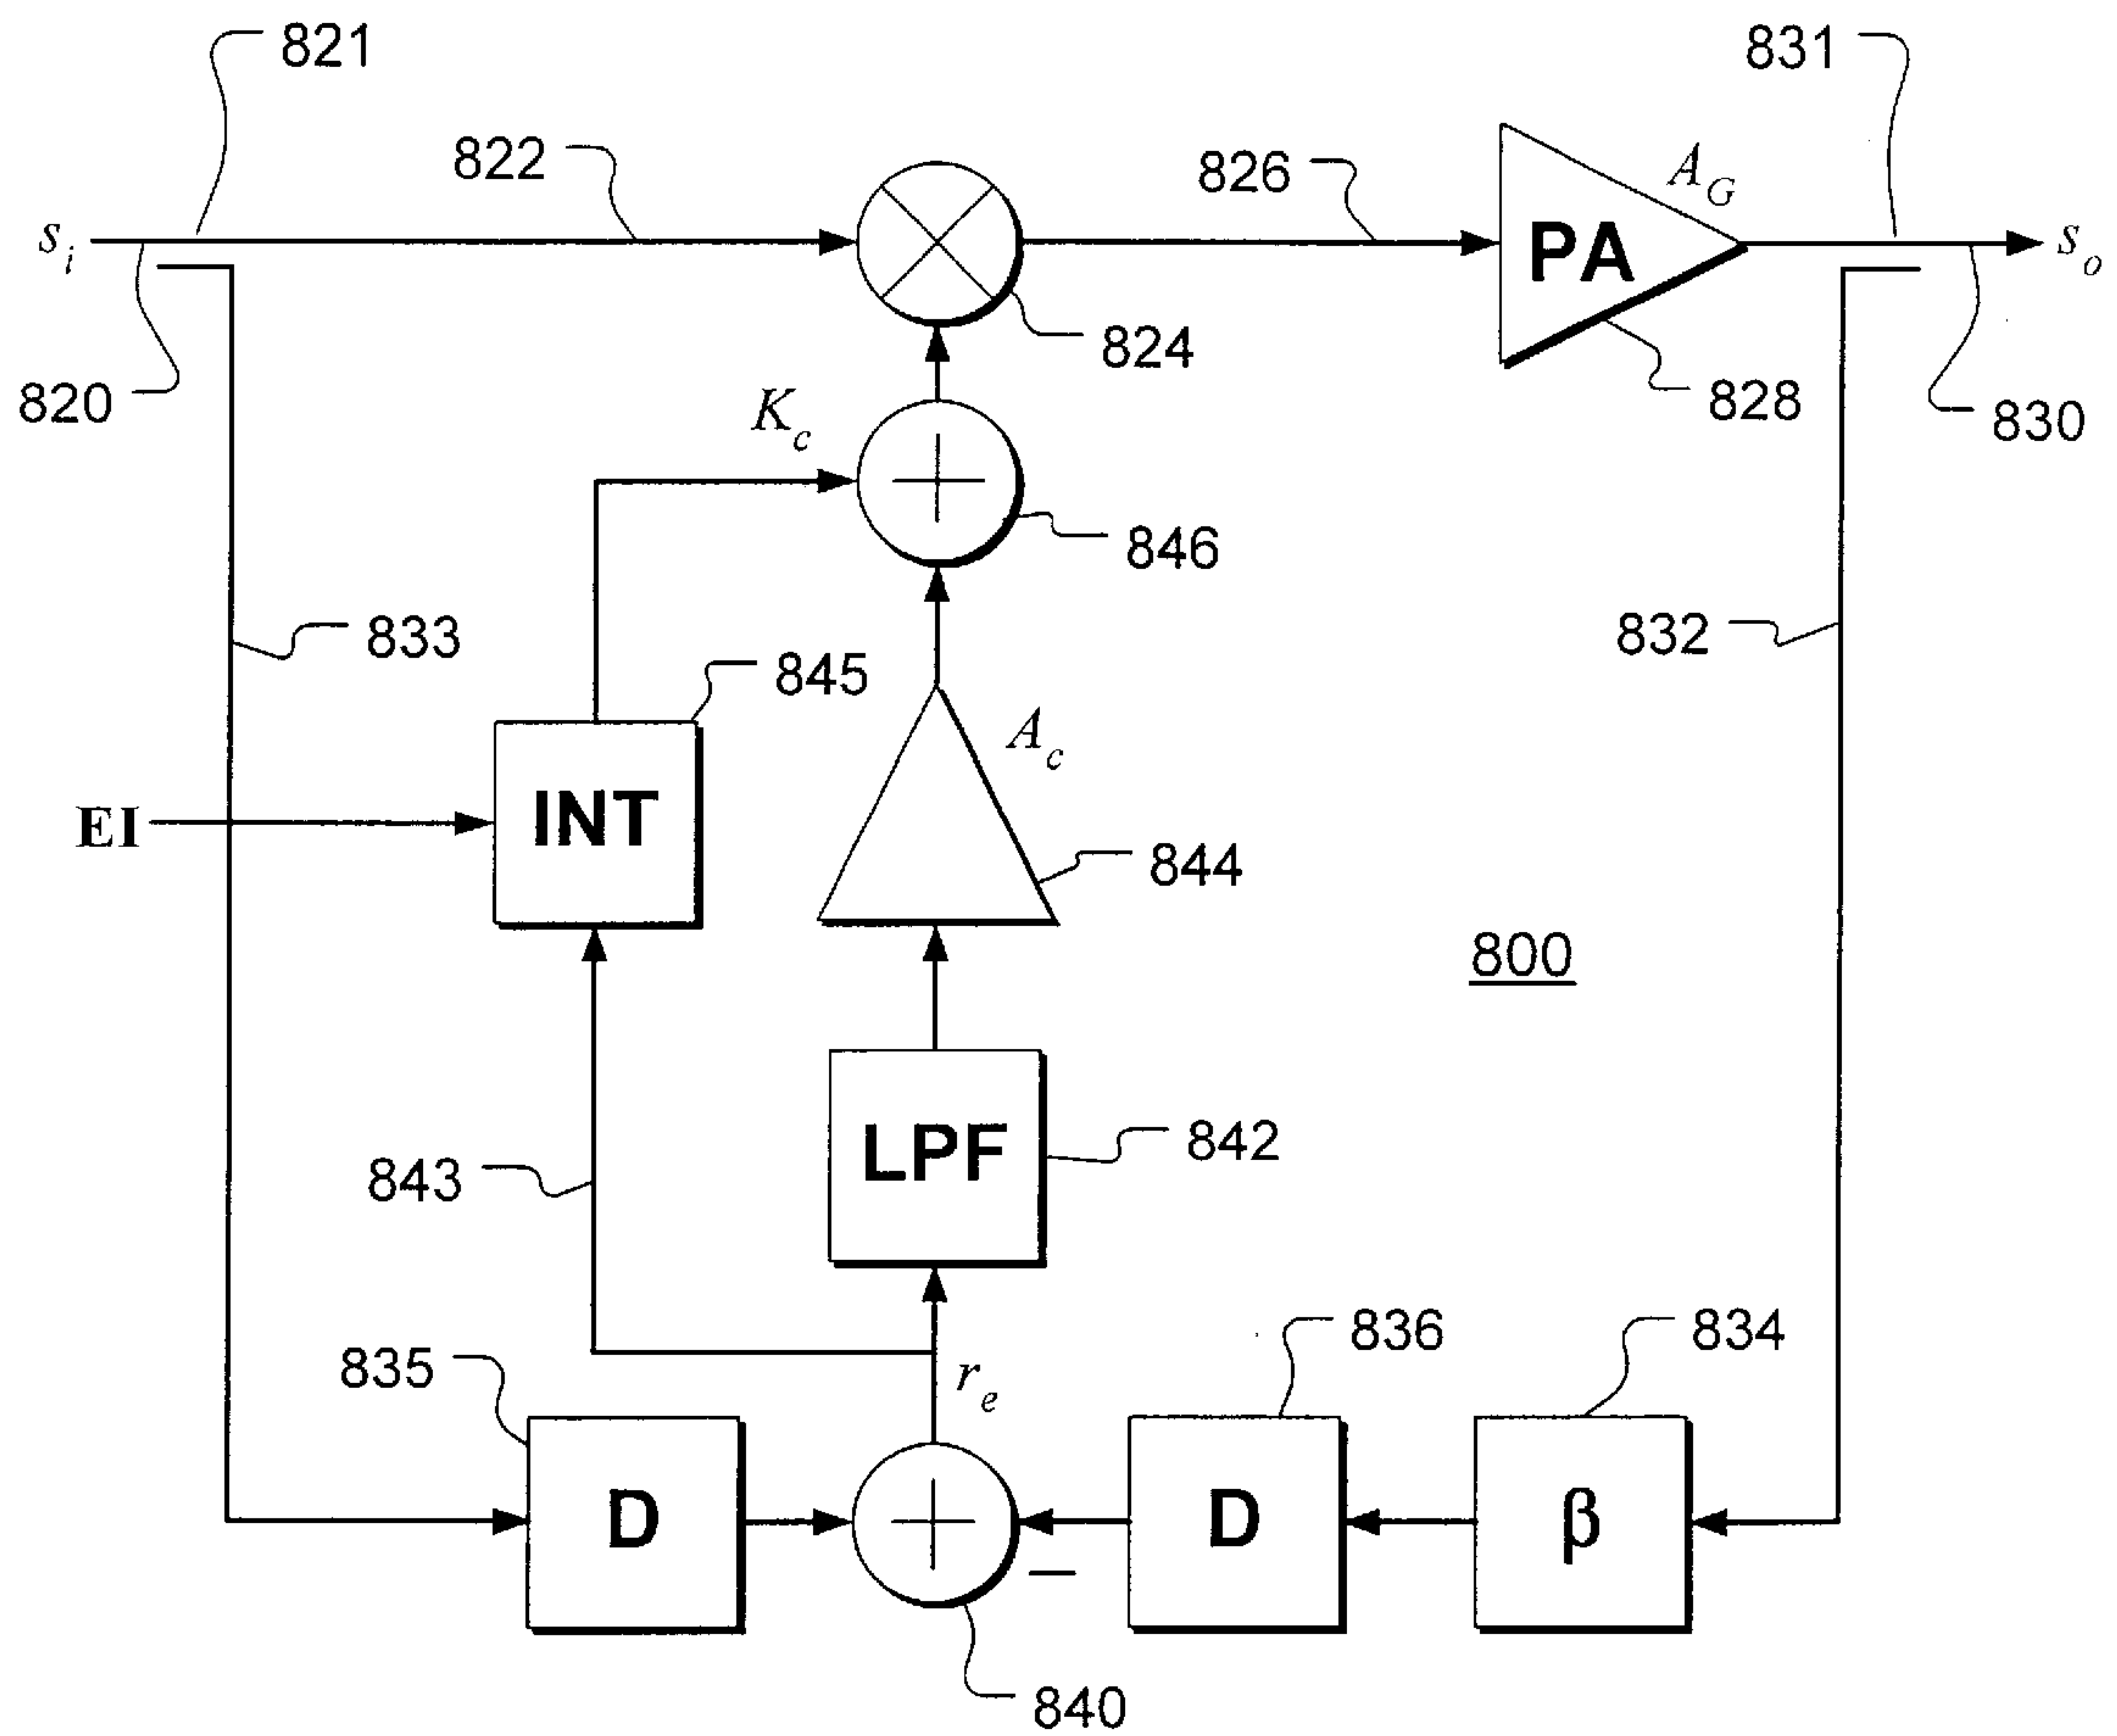 821
831
822
826
A_G
s_i
PA
s_o
824
820
K_c
828
830
846
833
832
845
A_c
EI
INT
844
800
LPF
842
843
836
834
835
r_e
D
D
β
−
840